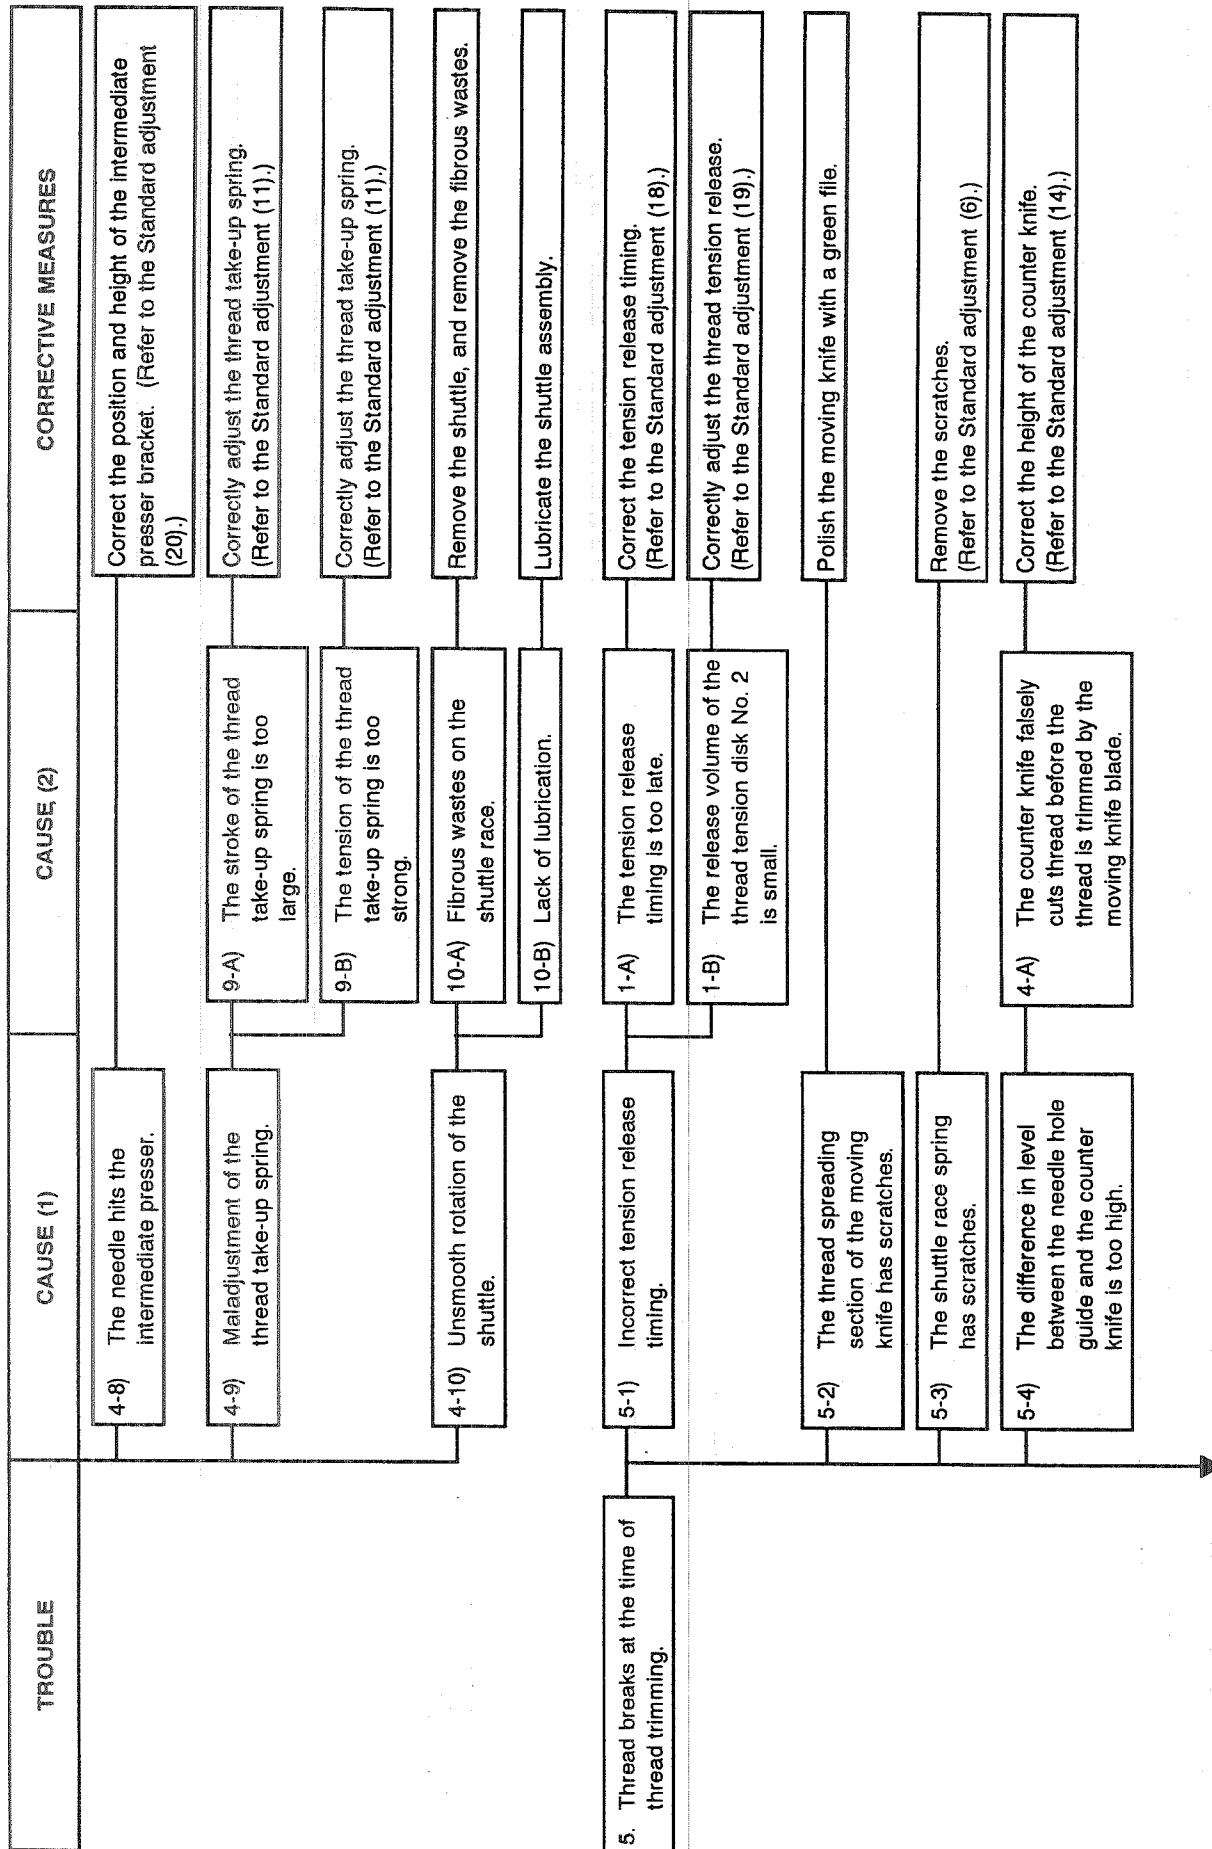 TROUBLE
CAUSE (1)
CAUSE (2)
CORRECTIVE MEASURES
4-8) The needle hits the
intermediate presser.
Correct the position and height of the intermediate
presser bracket. (Refer to the Standard adjustment
(20).)
4-9) Maladjustment of the
thread take-up spring.
9-A) The stroke of the thread
take-up spring is too
large.
Correctly adjust the thread take-up spring.
(Refer to the Standard adjustment (11).)
9-B) The tension of the thread
take-up spring is too
strong.
Correctly adjust the thread take-up spring.
(Refer to the Standard adjustment (11).)
4-10) Unsmooth rotation of the
shuttle.
10-A) Fibrous wastes on the
shuttle race.
Remove the shuttle, and remove the fibrous wastes.
10-B) Lack of lubrication.
Lubricate the shuttle assembly.
5. Thread breaks at the time of
thread trimming.
5-1) Incorrect tension release
timing.
1-A) The tension release
timing is too late.
Correct the tension release timing.
(Refer to the Standard adjustment (18).)
1-B) The release volume of the
thread tension disk No. 2
is small.
Correctly adjust the thread tension release.
(Refer to the Standard adjustment (19).)
5-2) The thread spreading
section of the moving
knife has scratches.
Polish the moving knife with a green file.
5-3) The shuttle race spring
has scratches.
Remove the scratches.
(Refer to the Standard adjustment (6).)
5-4) The difference in level
between the needle hole
guide and the counter
knife is too high.
4-A) The counter knife falsely
cuts thread before the
thread is trimmed by the
moving knife blade.
Correct the height of the counter knife.
(Refer to the Standard adjustment (14).)